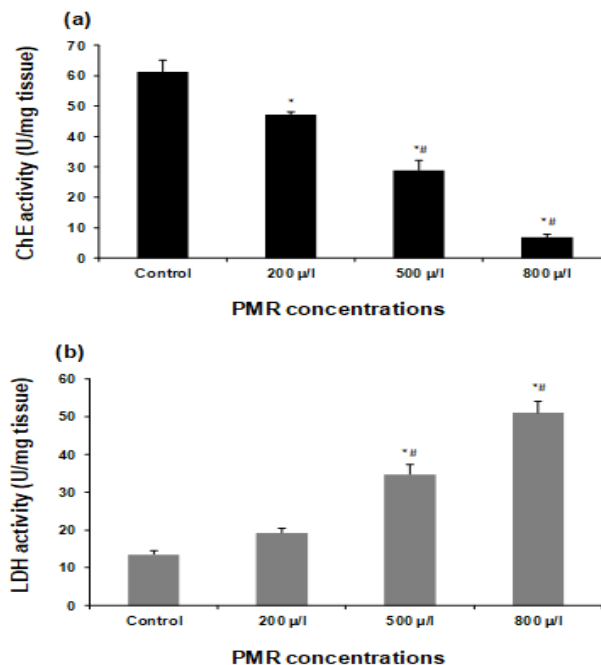 (a)
ChE activity (U/mg tissue)
70
60
50
40
30
20
10
0
*
*#
*#
Control 200 µ/l 500 µ/l 800 µ/l
PMR concentrations
(b)
LDH activity (U/mg tissue)
60
50
40
30
20
10
0
*#
*#
Control 200 µ/l 500 µ/l 800 µ/l
PMR concentrations